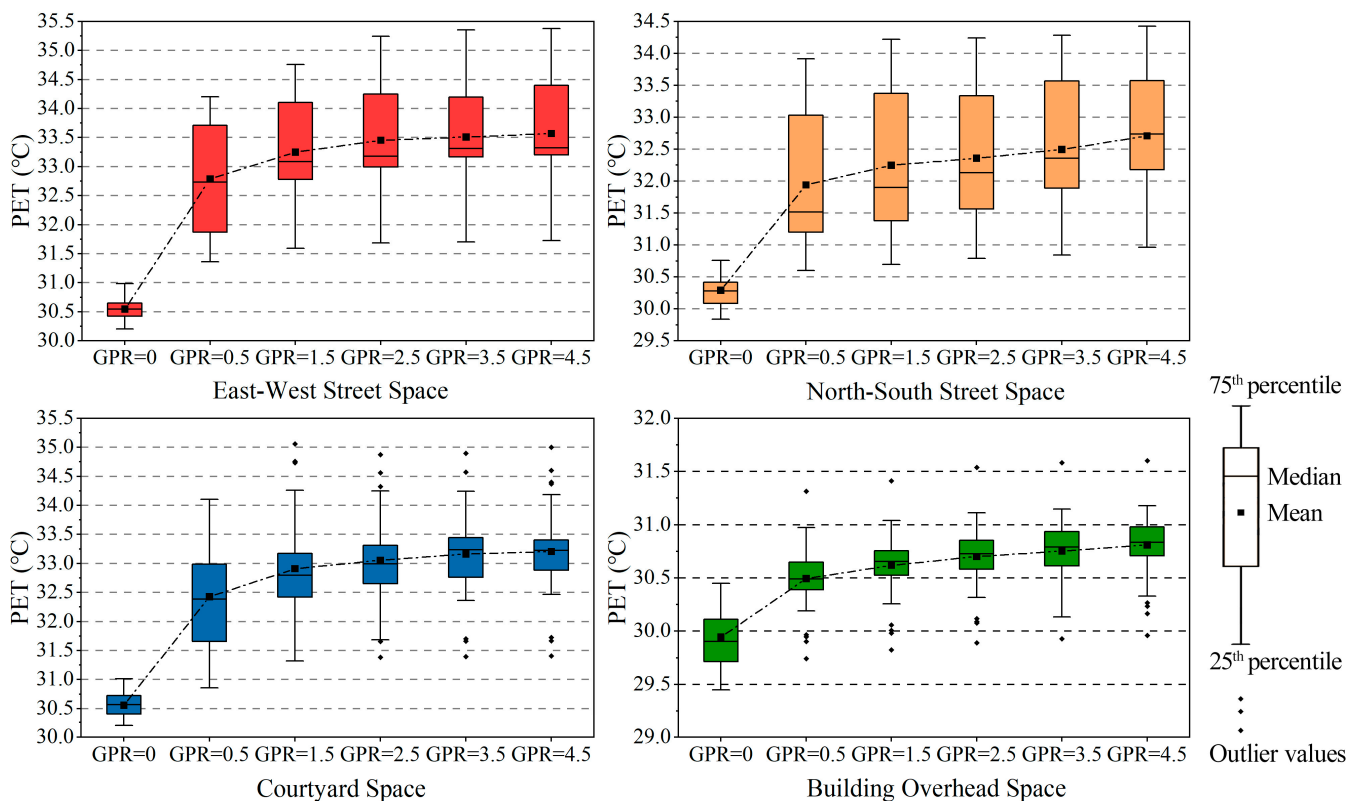 35.5
35.0
34.5
34.0
33.5
33.0
32.5
32.0
31.5
31.0
30.5
30.0
PET (°C)
GPR=0 GPR=0.5 GPR=1.5 GPR=2.5 GPR=3.5 GPR=4.5
East-West Street Space
34.5
34.0
33.5
33.0
32.5
32.0
31.5
31.0
30.5
30.0
29.5
PET (°C)
GPR=0 GPR=0.5 GPR=1.5 GPR=2.5 GPR=3.5 GPR=4.5
North-South Street Space
35.5
35.0
34.5
34.0
33.5
33.0
32.5
32.0
31.5
31.0
30.5
30.0
PET (°C)
GPR=0 GPR=0.5 GPR=1.5 GPR=2.5 GPR=3.5 GPR=4.5
Courtyard Space
32.0
31.5
31.0
30.5
30.0
29.5
29.0
PET (°C)
GPR=0 GPR=0.5 GPR=1.5 GPR=2.5 GPR=3.5 GPR=4.5
Building Overhead Space
75th percentile
Median
Mean
25th percentile
Outlier values